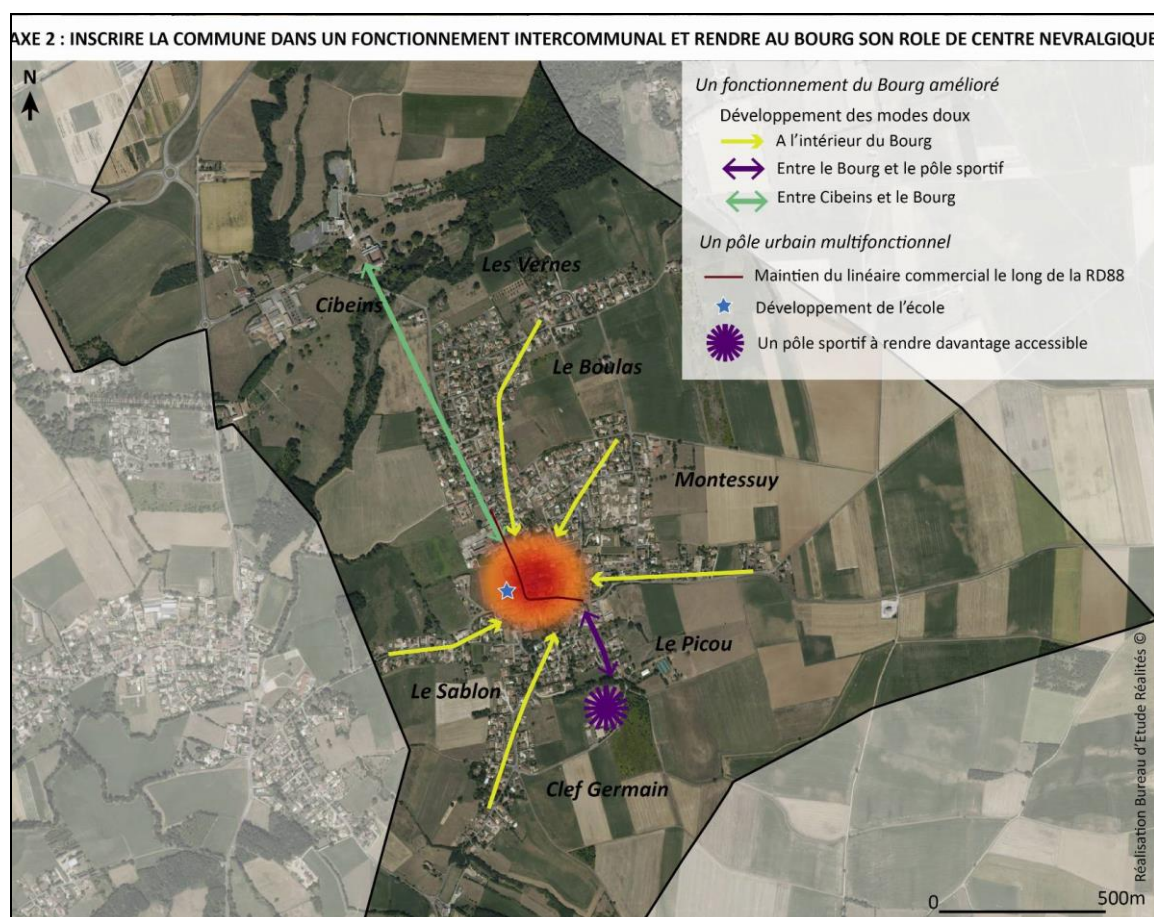 AXE 2 : INSCRIRE LA COMMUNE DANS UN FONCTIONNEMENT INTERCOMMUNAL ET RENDRE AU BOURG SON ROLE DE CENTRE NEVRALGIQUE
N
Un fonctionnement du Bourg amélioré
Développement des modes doux
A l'intérieur du Bourg
Entre le Bourg et le pôle sportif
Entre Cibeins et le Bourg
Un pôle urbain multifonctionnel
Maintien du linéaire commercial le long de la RD88
Développement de l'école
Un pôle sportif à rendre davantage accessible
Les Vernes
Cibeins
Le Boulas
Montessuy
Le Picou
Le Sablon
Clef Germain
Réalisation Bureau d'Etude Réalités ©
0 500m